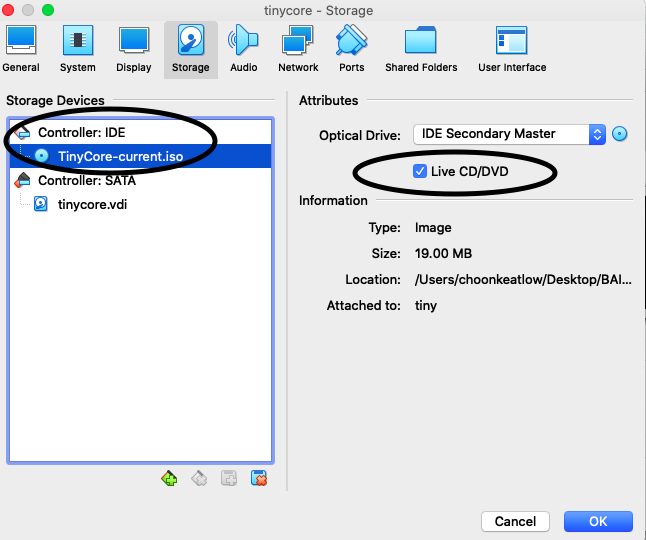 tinycore - Storage
General System Display Storage Audio Network Ports Shared Folders User Interface
Storage Devices
Controller: IDE
TinyCore-current.iso
Controller: SATA
tinycore.vdi
Attributes
Optical Drive: IDE Secondary Master
Live CD/DVD
Information
Type: Image
Size: 19.00 MB
Location: /Users/choonkeatlow/Desktop/BAI...
Attached to: tiny
Cancel OK